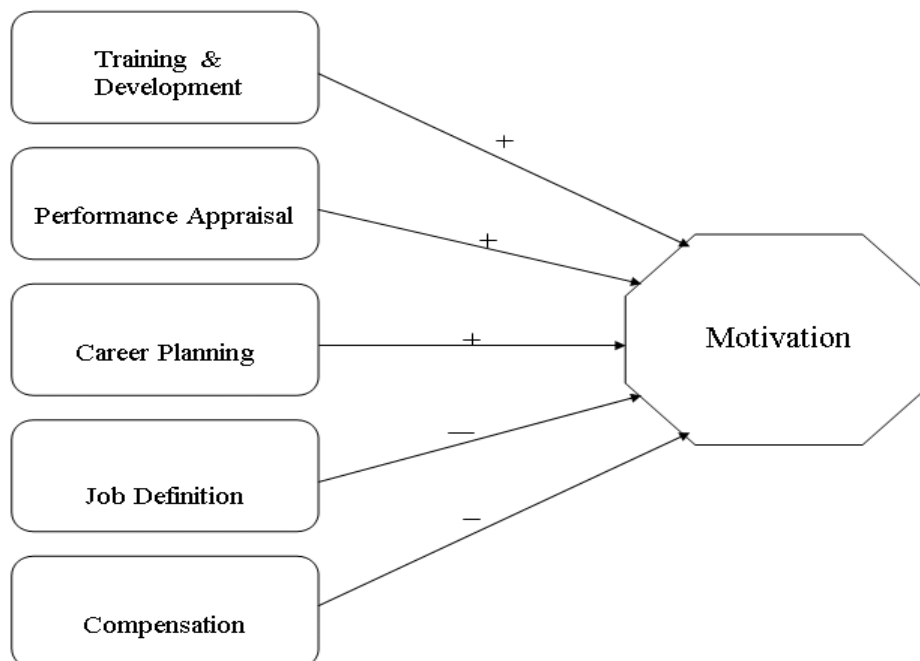 Training &
Development
+
Performance Appraisal
+
Career Planning
+
Motivation
Job Definition
—
Compensation
–